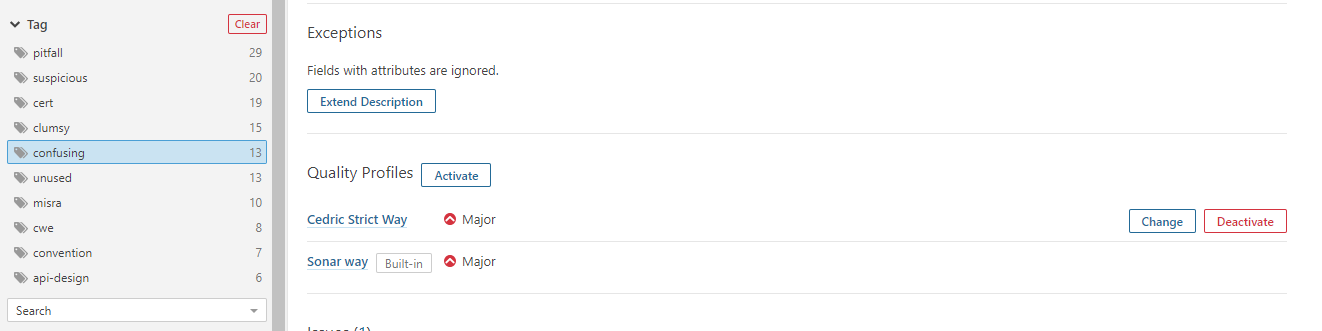 Tag
Clear
pitfall 29
suspicious 20
cert 19
clumsy 15
confusing 13
unused 13
misra 10
cwe 8
convention 7
api-design 6
Search
Exceptions
Fields with attributes are ignored.
Extend Description
Quality Profiles Activate
Cedric Strict Way Major Change Deactivate
Sonar way Built-in Major
Issues (1)